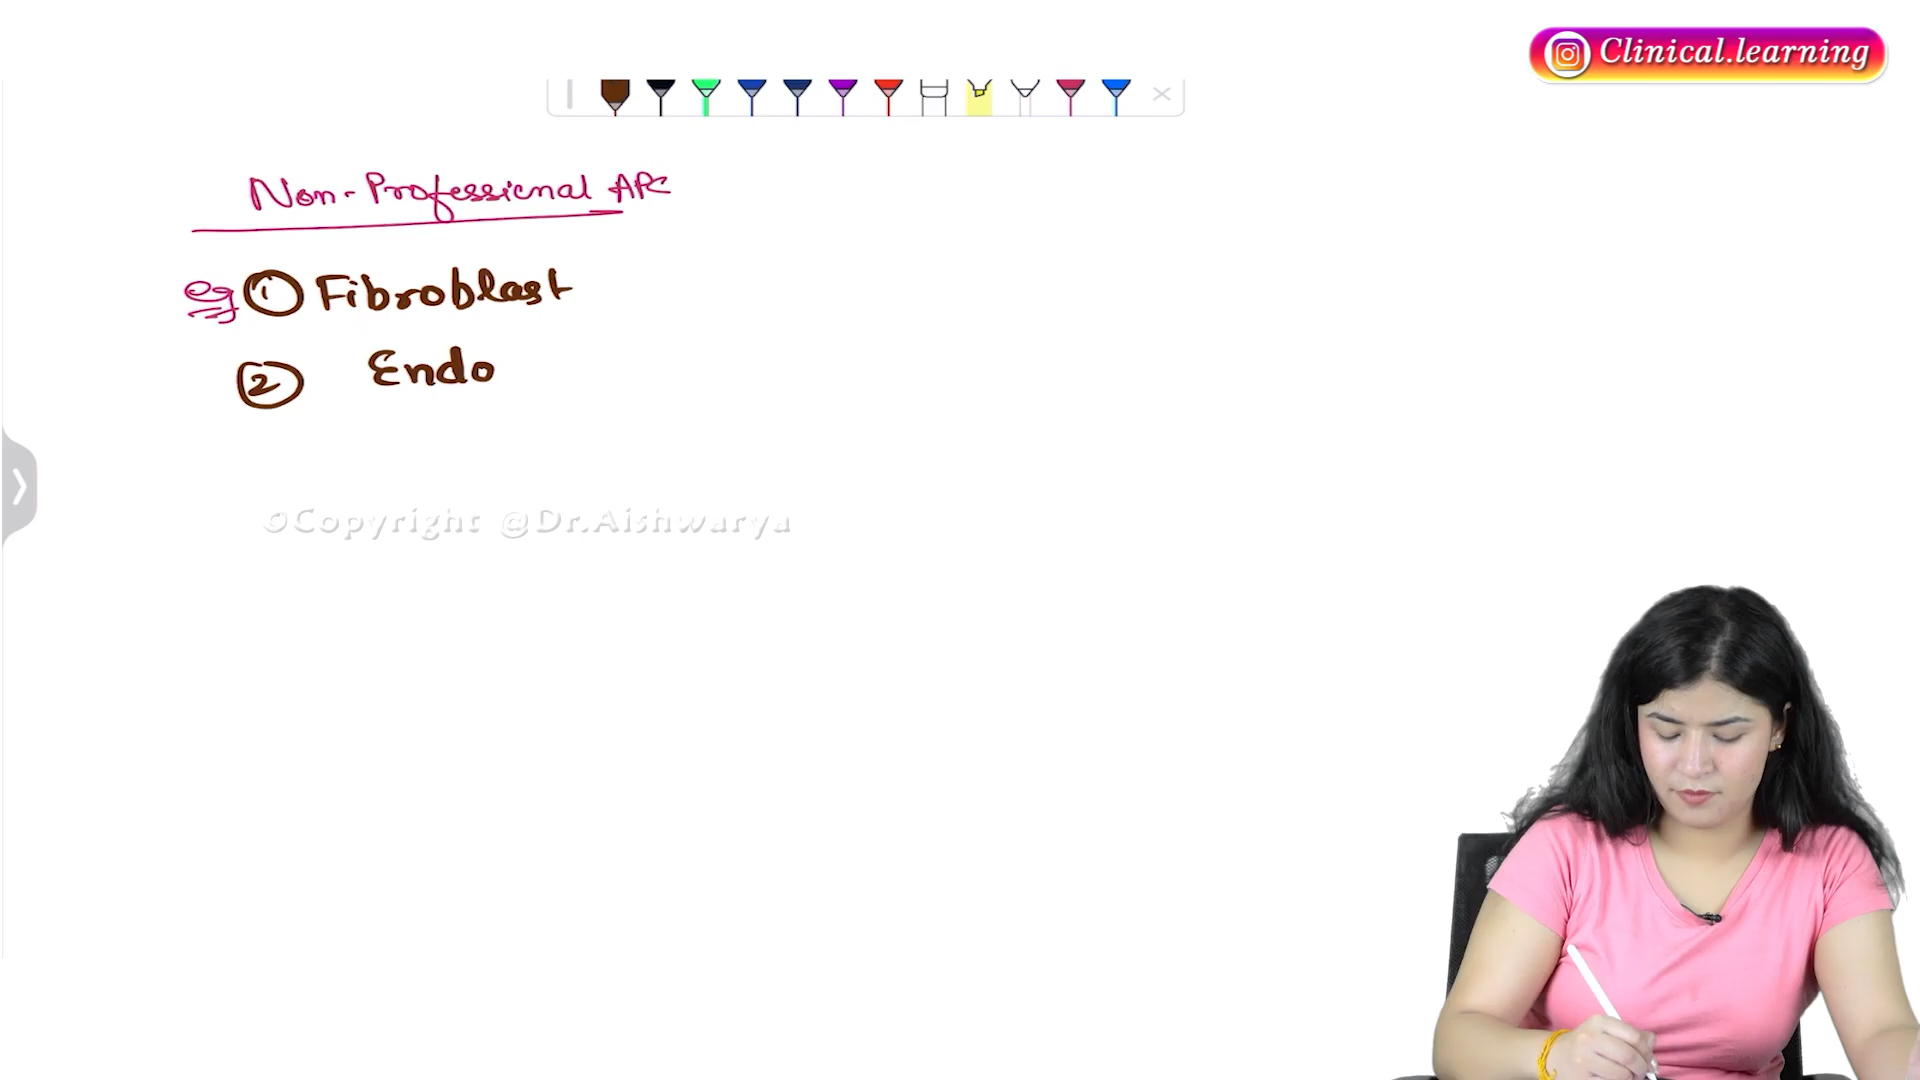 Clinical.learning
Non-Professional APC
eg ① Fibroblast
② Endo
©Copyright @Dr.Aishwarya